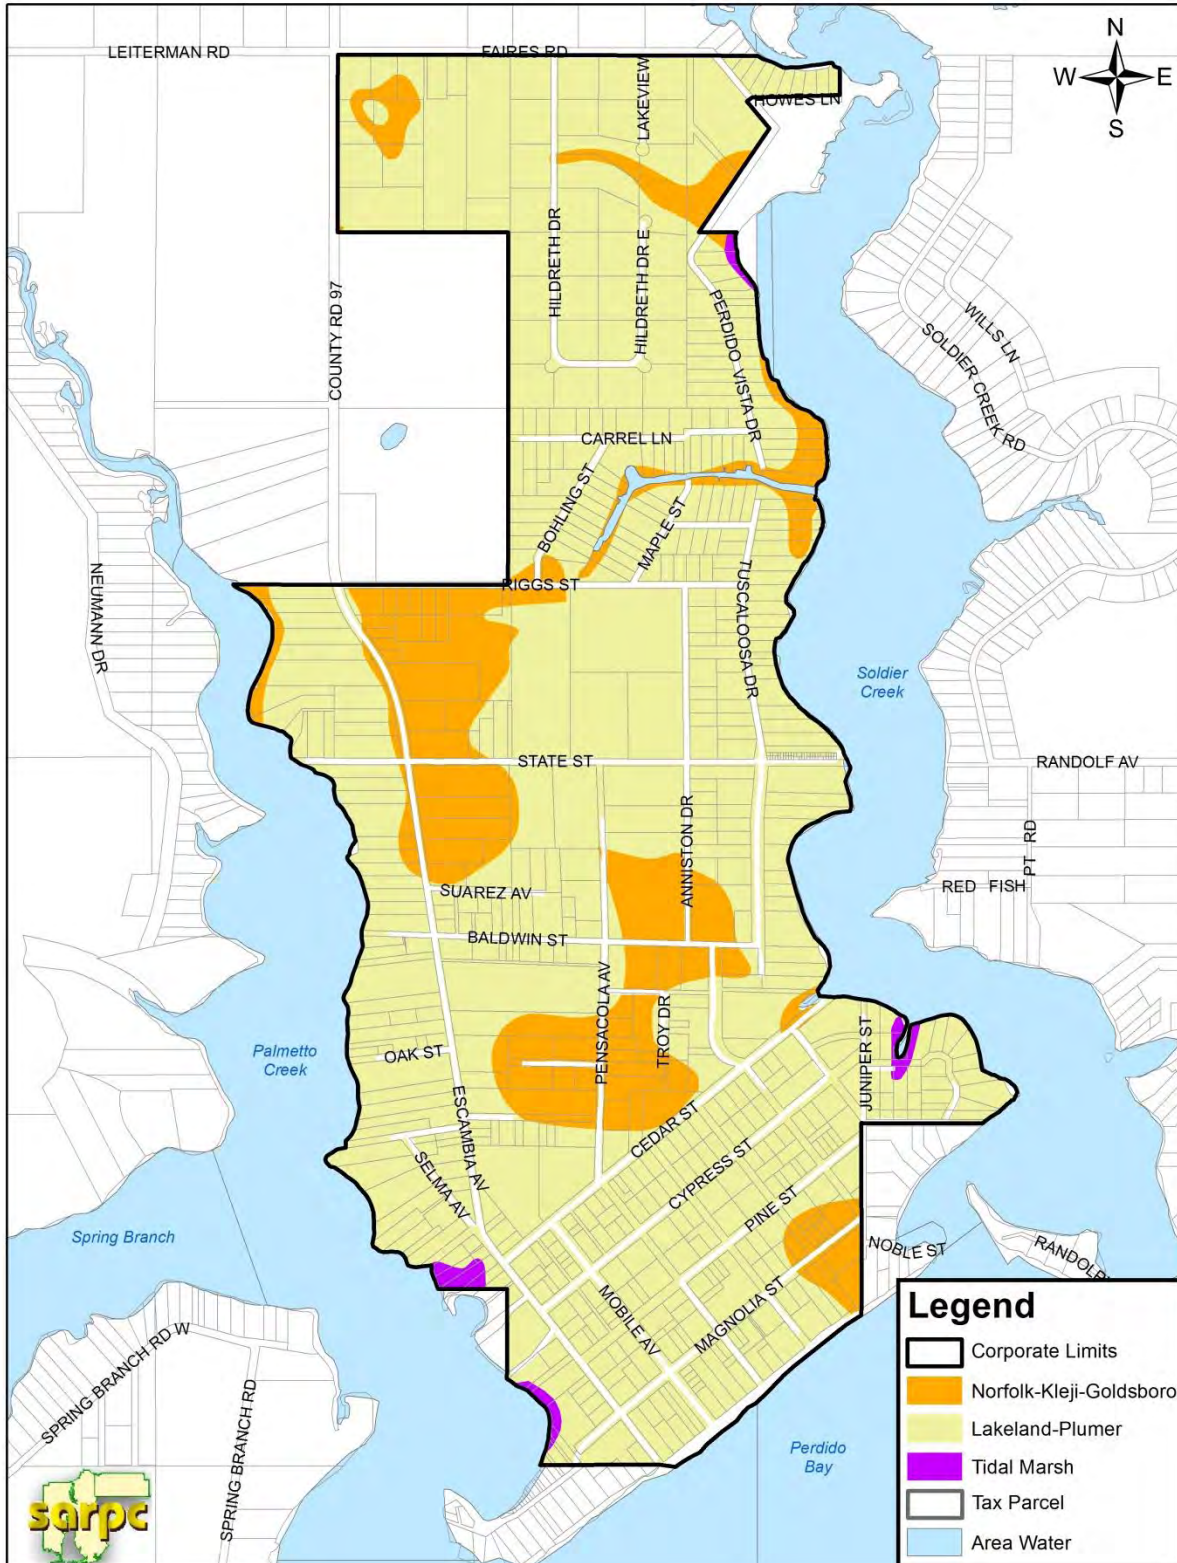 N
W E
S
LEITERMAN RD
FAIRES RD
LAKEVIEW
HOWES LN
COUNTY RD 97
HILDRETH DR
HILDRETH DR E
PERDIDO VISTA DR
WILLS LN
SOLDIER CREEK RD
CARREL LN
BOHLING ST
MAPLE ST
RIGGS ST
TUSCALOOSA DR
NEUMANN DR
Soldier
Creek
STATE ST
RANDOLF AV
ANNISTON DR
RED FISH
PT RD
SUAREZ AV
BALDWIN ST
PENSACOLA AV
TROY DR
JUNIPER ST
Palmetto
Creek
OAK ST
ESCAMBIA AV
SELMA AV
CEDAR ST
CYPRESS ST
PINE ST
Spring Branch
NOBLE ST
MOBILE AV
MAGNOLIA ST
SPRING BRANCH RD W
SPRING BRANCH RD
Perdido
Bay
Legend
Corporate Limits
Norfolk-Kleji-Goldsboro
Lakeland-Plumer
Tidal Marsh
Tax Parcel
Area Water
sarpc